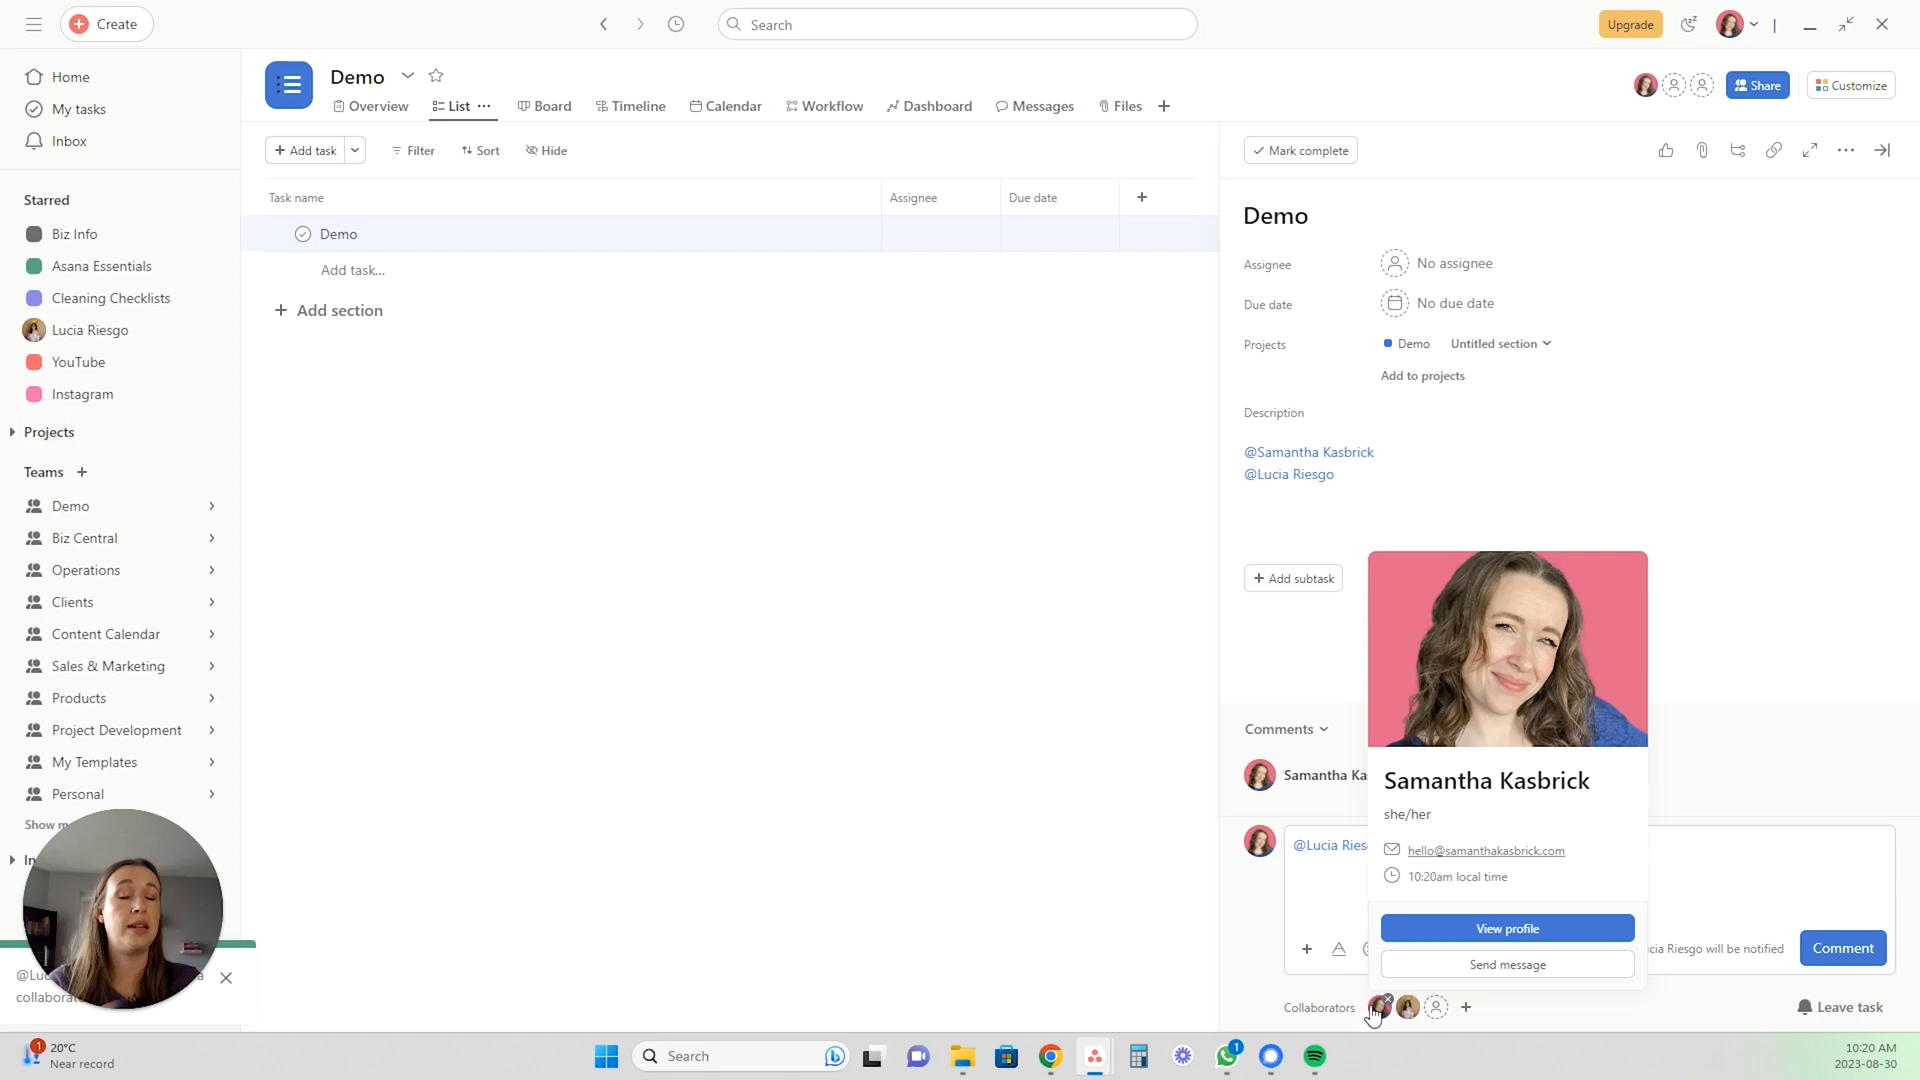 Create
Search
Upgrade
Home
My tasks
Inbox
Starred
Biz Info
Asana Essentials
Cleaning Checklists
Lucia Riesgo
YouTube
Instagram
Projects
Teams
Demo
Biz Central
Operations
Clients
Content Calendar
Sales & Marketing
Products
Project Development
My Templates
Personal
Show
Demo
Overview
List
Board
Timeline
Calendar
Workflow
Dashboard
Messages
Files
Share
Customize
Add task
Filter
Sort
Hide
Task name
Assignee
Due date
Demo
Add task...
Add section
Mark complete
Demo
Assignee
No assignee
Due date
No due date
Projects
Demo
Untitled section
Add to projects
Description
@Samantha Kasbrick
@Lucia Riesgo
Add subtask
Comments
Samantha
@Lucia
Samantha Kasbrick
she/her
hello@samanthakasbrick.com
10:20am local time
View profile
Send message
Riesgo will be notified
Comment
Collaborators
Leave task
1
20°C
Near record
Search
1
10:20 AM
2023-08-30